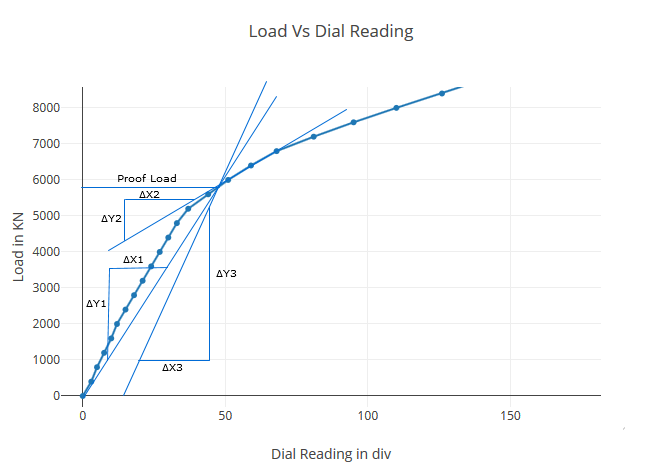 Load Vs Dial Reading
8000
7000
6000
Proof Load
ΔX2
5000
ΔY2
Load in KN
4000
ΔX1
ΔY3
3000
ΔY1
2000
1000
ΔX3
0
0
50
100
150
Dial Reading in div